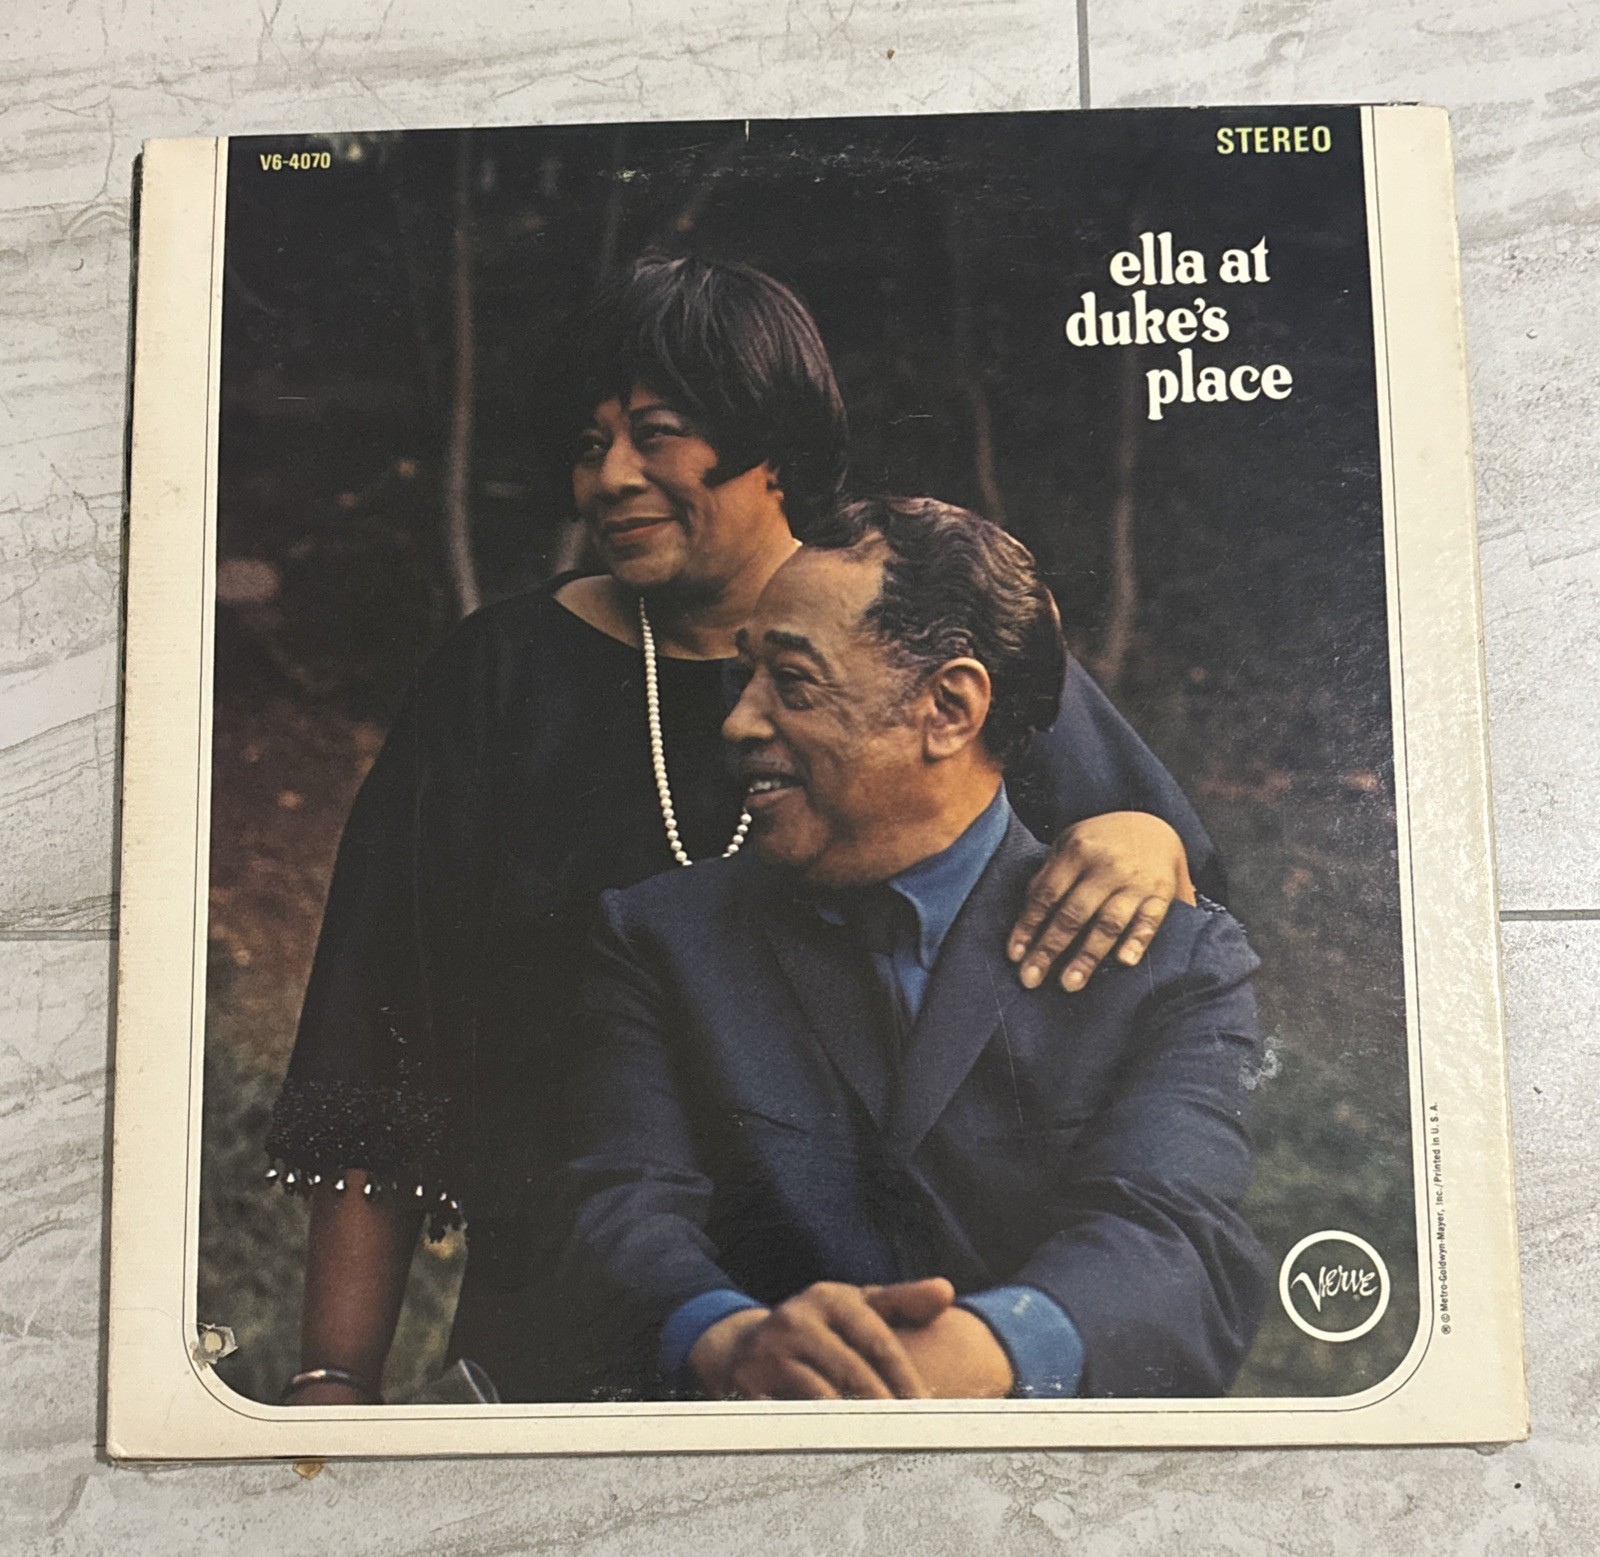 V6-4070
STEREO
ella at
duke's
place
Verve
℗ © Metro-Goldwyn-Mayer, Inc./Printed in U.S.A.